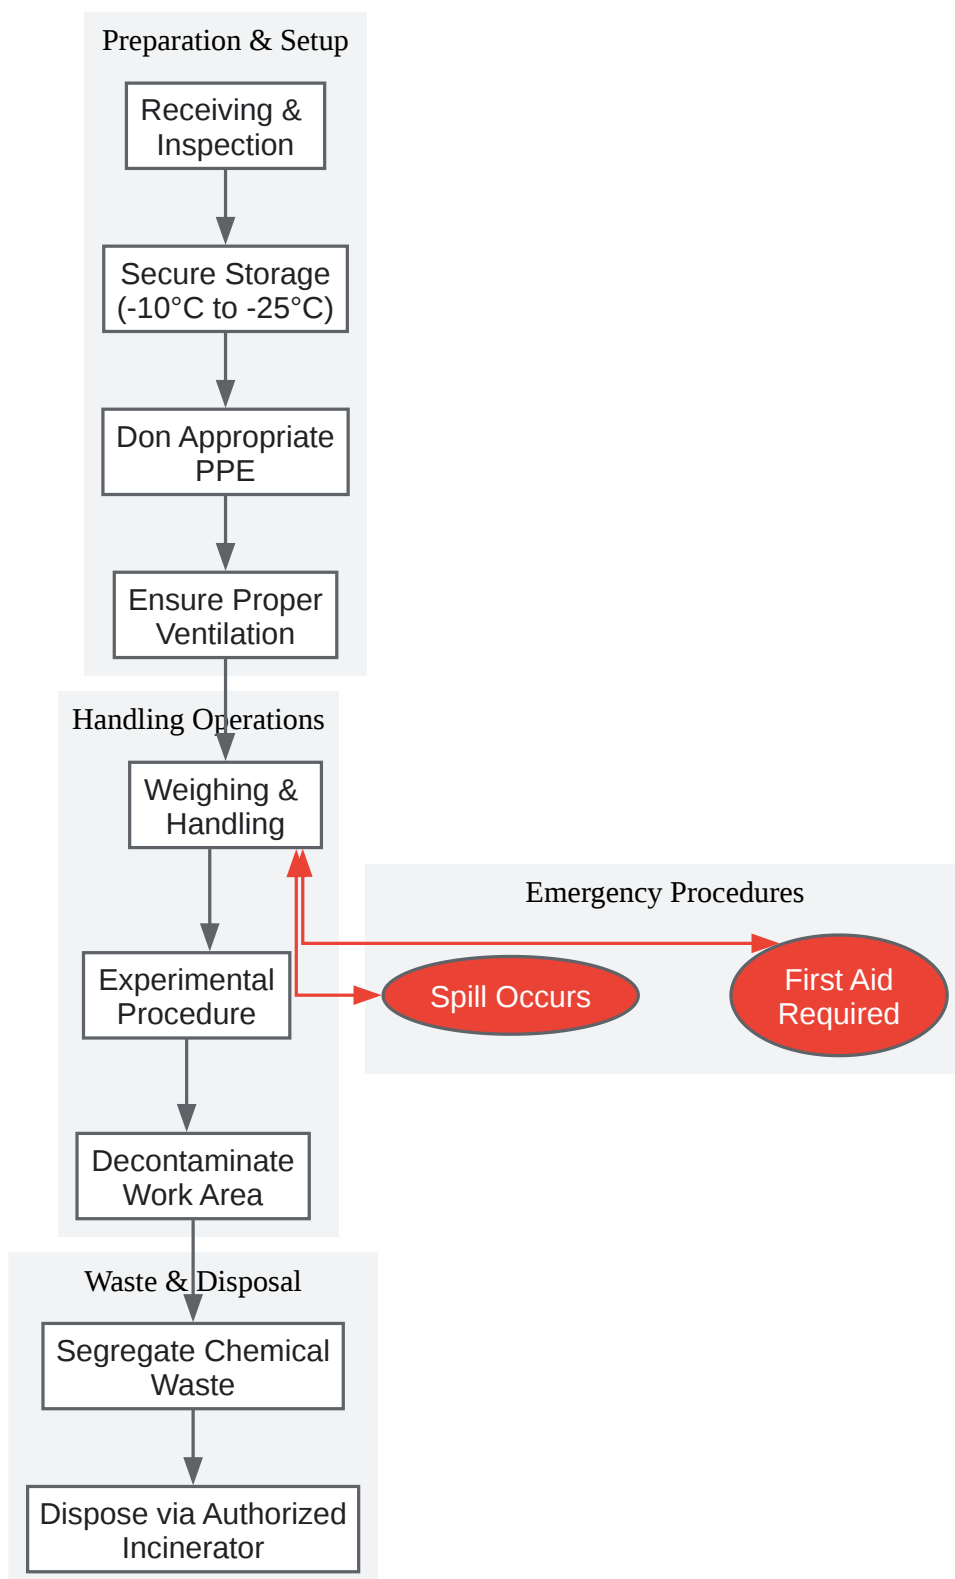 Preparation & Setup
Receiving &
Inspection
Secure Storage
(-10°C to -25°C)
Don Appropriate
PPE
Ensure Proper
Ventilation
Handling Operations
Weighing &
Handling
Emergency Procedures
Experimental
Procedure
Spill Occurs
First Aid
Required
Decontaminate
Work Area
Waste & Disposal
Segregate Chemical
Waste
Dispose via Authorized
Incinerator